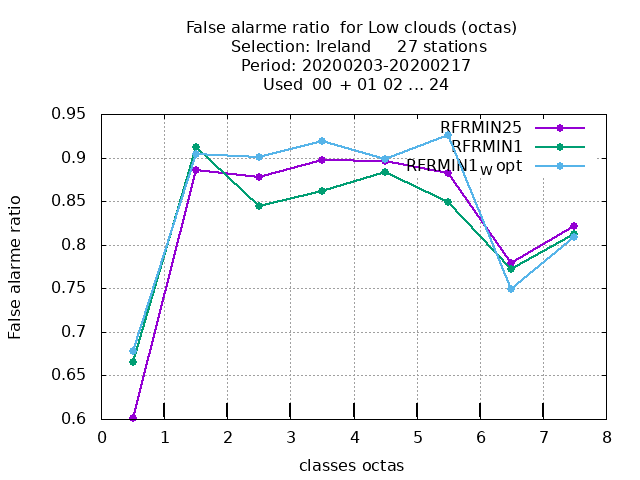 False alarme ratio  for Low clouds (octas)
Selection: Ireland     27 stations
Period: 20200203-20200217
Used  00  + 01 02 ... 24
0.95
0.9
0.85
0.8
0.75
0.7
0.65
0.6
False alarme ratio
RFRMIN25
RFRMIN1
RFRMIN1w opt
0 1 2 3 4 5 6 7 8
classes octas